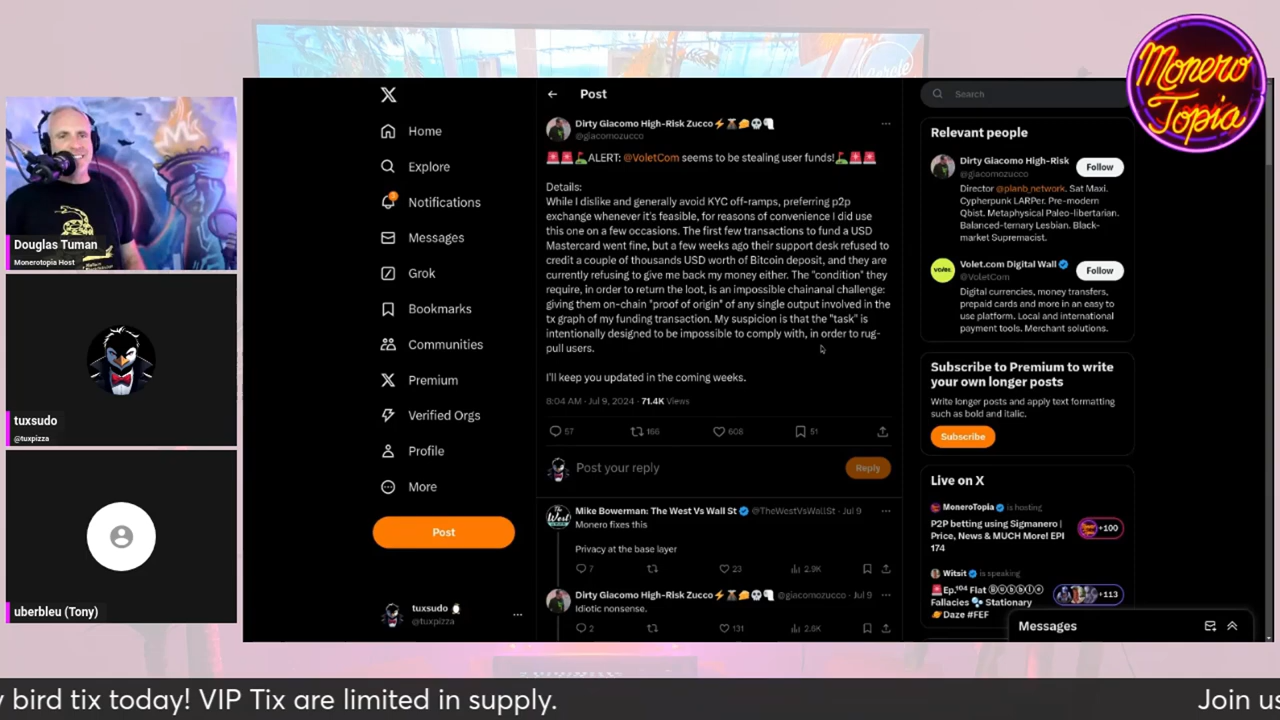 Monero
Topia
Douglas Tuman
Monerotopia Host
tuxsudo
@tuxpizza
uberbleu (Tony)
Home
Explore
Notifications
Messages
Grok
Bookmarks
Communities
Premium
Verified Orgs
Profile
More
Post
tuxsudo
@tuxpizza
Post
Dirty Giacomo High-Risk Zucco⚡
@giacomozucco
🚨🚨⛳ALERT: @VoletCom seems to be stealing user funds!⛳🚨🚨
Details:
While I dislike and generally avoid KYC off-ramps, preferring p2p
exchange whenever it's feasible, for reasons of convenience I did use
this one on a few occasions. The first few transactions to fund a USD
Mastercard went fine, but a few weeks ago their support desk refused to
credit a couple of thousands USD worth of Bitcoin deposit, and they are
currently refusing to give me back my money either. The "condition" they
require, in order to return the loot, is an impossible chainanal challenge:
giving them on-chain "proof of origin" of any single output involved in the
tx graph of my funding transaction. My suspicion is that the "task" is
intentionally designed to be impossible to comply with, in order to rug-
pull users.
I'll keep you updated in the coming weeks.
8:04 AM · Jul 9, 2024 · 71.4K Views
57 166 608 51
Post your reply
Reply
The West
Mike Bowerman: The West Vs Wall St @TheWestVsWallSt · Jul 9
Monero fixes this
Privacy at the base layer
7 23 2.9K
Dirty Giacomo High-Risk Zucco⚡ @giacomozucco · Jul 9
Idiotic nonsense.
2 131 2.6K
Search
Relevant people
Dirty Giacomo High-Risk
@giacomozucco
Follow
Director @planb_network. Sat Maxi.
Cypherpunk LARPer. Pre-modern
Qbist. Metaphysical Paleo-libertarian.
Balanced-ternary Lesbian. Black-
market Supremacist.
Volet.com Digital Wall
@VoletCom
Follow
Digital currencies, money transfers,
prepaid cards and more in an easy to
use platform. Local and international
payment tools. Merchant solutions.
Subscribe to Premium to write
your own longer posts
Write longer posts and apply text formatting
such as bold and italic.
Subscribe
Live on X
MoneroTopia is hosting
P2P betting using Sigmanero |
Price, News & MUCH More! EPI
174
+100
Witsit is speaking
🚨Ep.¹⁰⁴ Flat Ⓑⓤⓑⓑⓛⓔ
Fallacies Stationary
🪐Daze #FEF
+113
Messages
y bird tix today! VIP Tix are limited in supply.
Join us